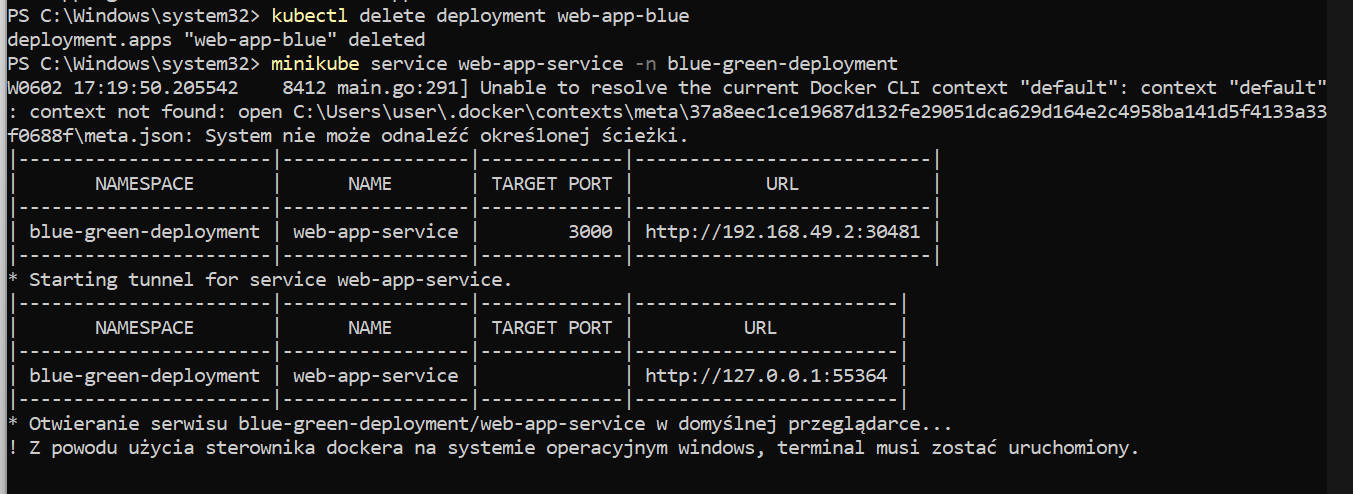 PS C:\Windows\system32> kubectl delete deployment web-app-blue
deployment.apps "web-app-blue" deleted
PS C:\Windows\system32> minikube service web-app-service -n blue-green-deployment
W0602 17:19:50.205542    8412 main.go:291] Unable to resolve the current Docker CLI context "default": context "default"
: context not found: open C:\Users\user\.docker\contexts\meta\37a8eec1ce19687d132fe29051dca629d164e2c4958ba141d5f4133a33
f0688f\meta.json: System nie może odnaleźć określonej ścieżki.
|-----------------------|-----------------|-------------|---------------------------|
|       NAMESPACE       |      NAME       | TARGET PORT |            URL            |
|-----------------------|-----------------|-------------|---------------------------|
| blue-green-deployment | web-app-service |        3000 | http://192.168.49.2:30481 |
|-----------------------|-----------------|-------------|---------------------------|
* Starting tunnel for service web-app-service.
|-----------------------|-----------------|-------------|------------------------|
|       NAMESPACE       |      NAME       | TARGET PORT |          URL           |
|-----------------------|-----------------|-------------|------------------------|
| blue-green-deployment | web-app-service |             | http://127.0.0.1:55364 |
|-----------------------|-----------------|-------------|------------------------|
* Otwieranie serwisu blue-green-deployment/web-app-service w domyślnej przeglądarce...
! Z powodu użycia sterownika dockera na systemie operacyjnym windows, terminal musi zostać uruchomiony.